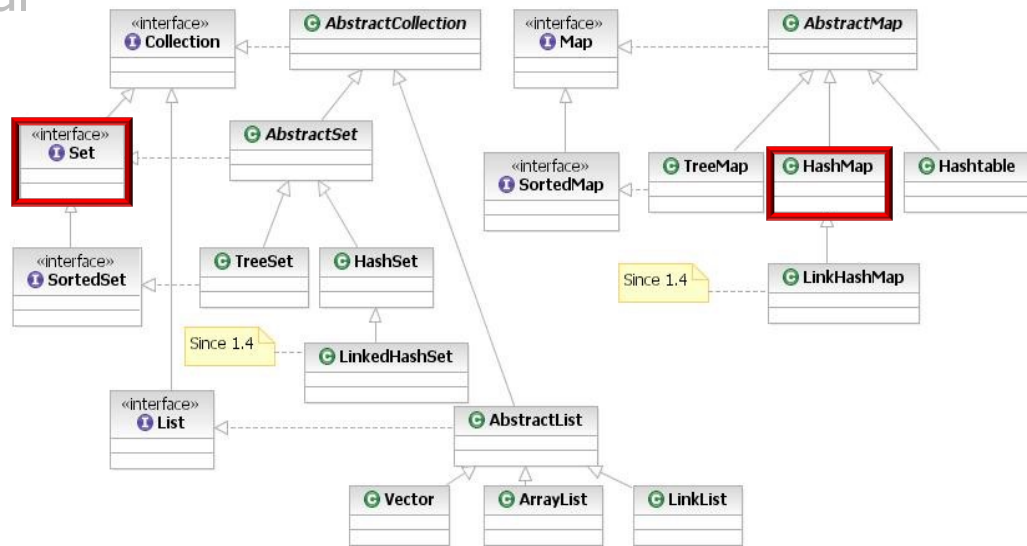 «interface»
Collection
AbstractCollection
«interface»
Map
AbstractMap
«interface»
Set
AbstractSet
«interface»
SortedMap
TreeMap
HashMap
Hashtable
«interface»
SortedSet
TreeSet
HashSet
Since 1.4
LinkHashMap
Since 1.4
LinkedHashSet
«interface»
List
AbstractList
Vector
ArrayList
LinkList